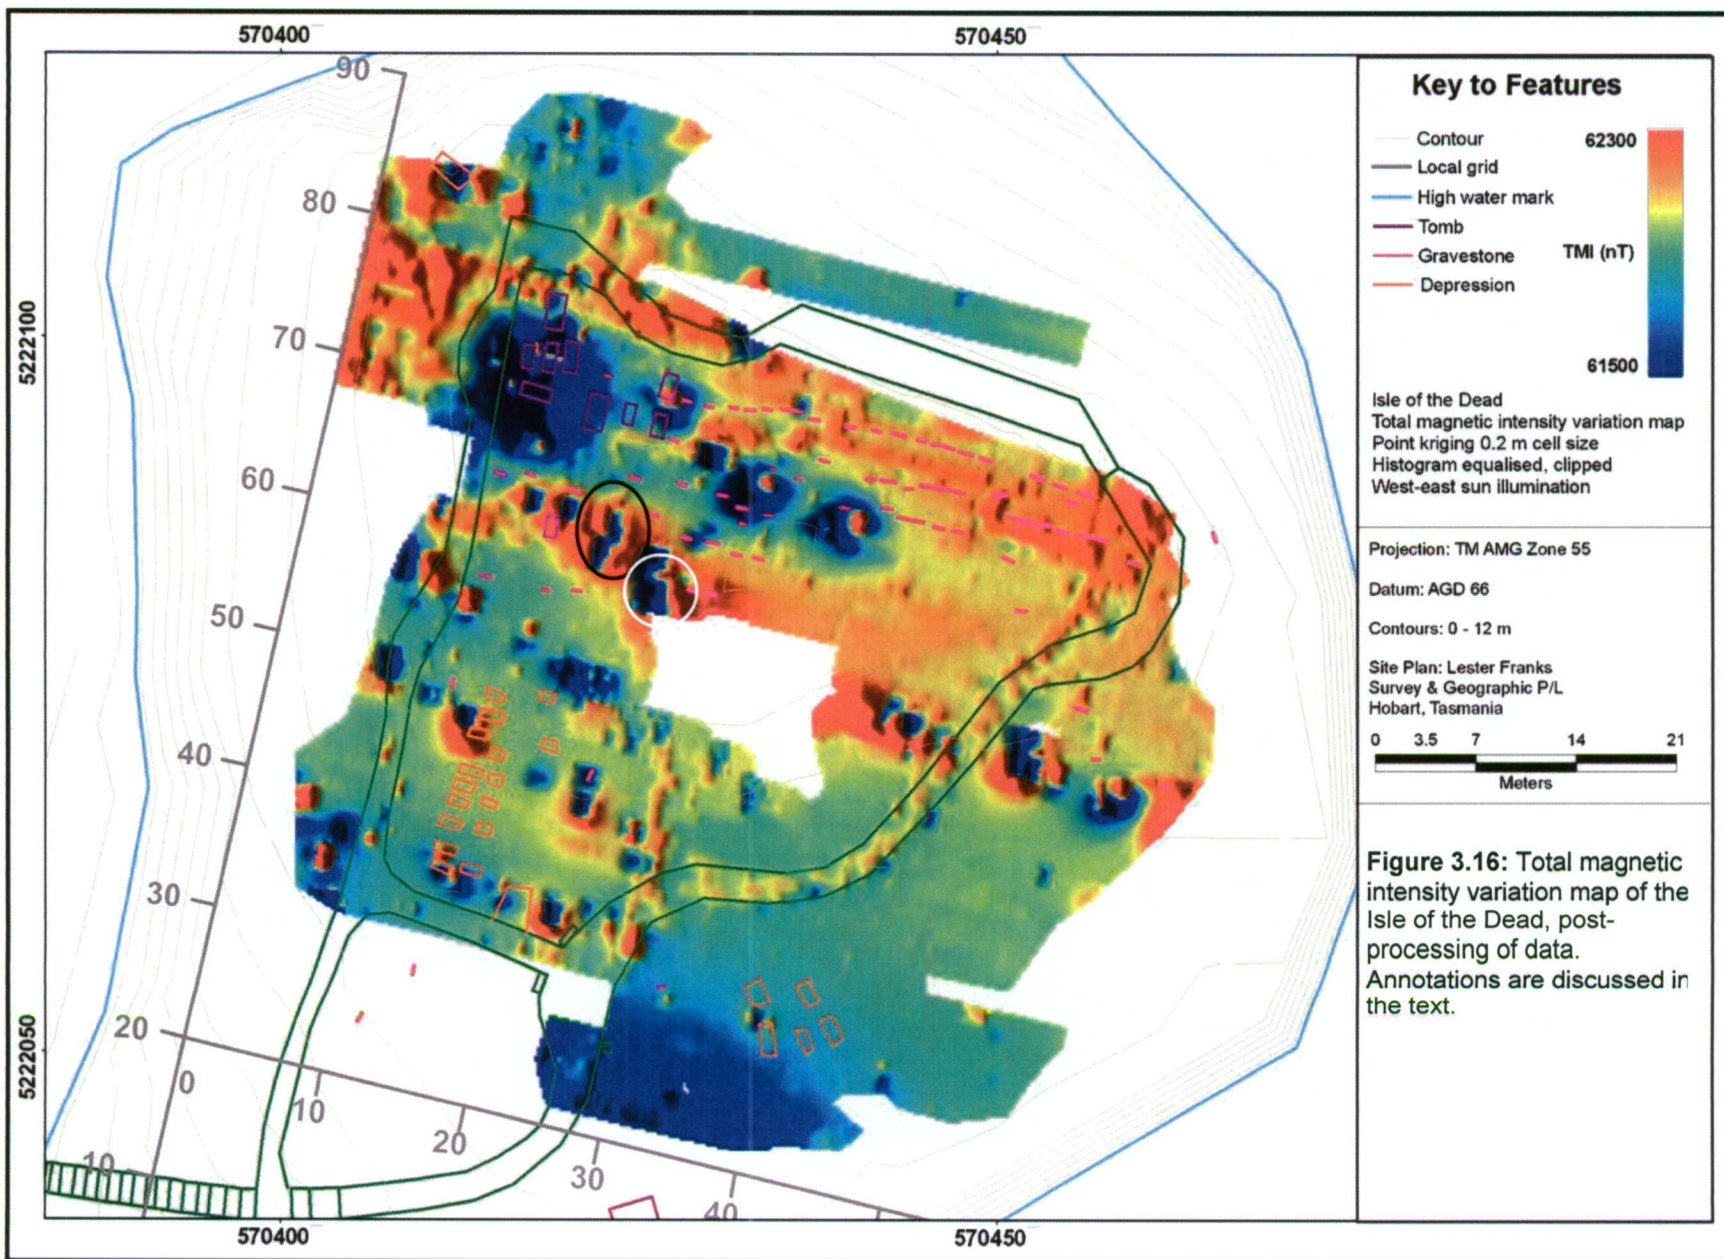 570400
570450
90
80
70
60
50
40
30
20
10
0
10
20
30
40
5222100
5222050
570400
570450
Key to Features
Contour
Local grid
High water mark
Tomb
Gravestone
Depression
62300
TMI (nT)
61500
Isle of the Dead
Total magnetic intensity variation map
Point kriging 0.2 m cell size
Histogram equalised, clipped
West-east sun illumination
Projection: TM AMG Zone 55
Datum: AGD 66
Contours: 0 - 12 m
Site Plan: Lester Franks
Survey & Geographic P/L
Hobart, Tasmania
0 3.5 7 14 21
Meters
Figure 3.16: Total magnetic
intensity variation map of the
Isle of the Dead, post-
processing of data.
Annotations are discussed in
the text.